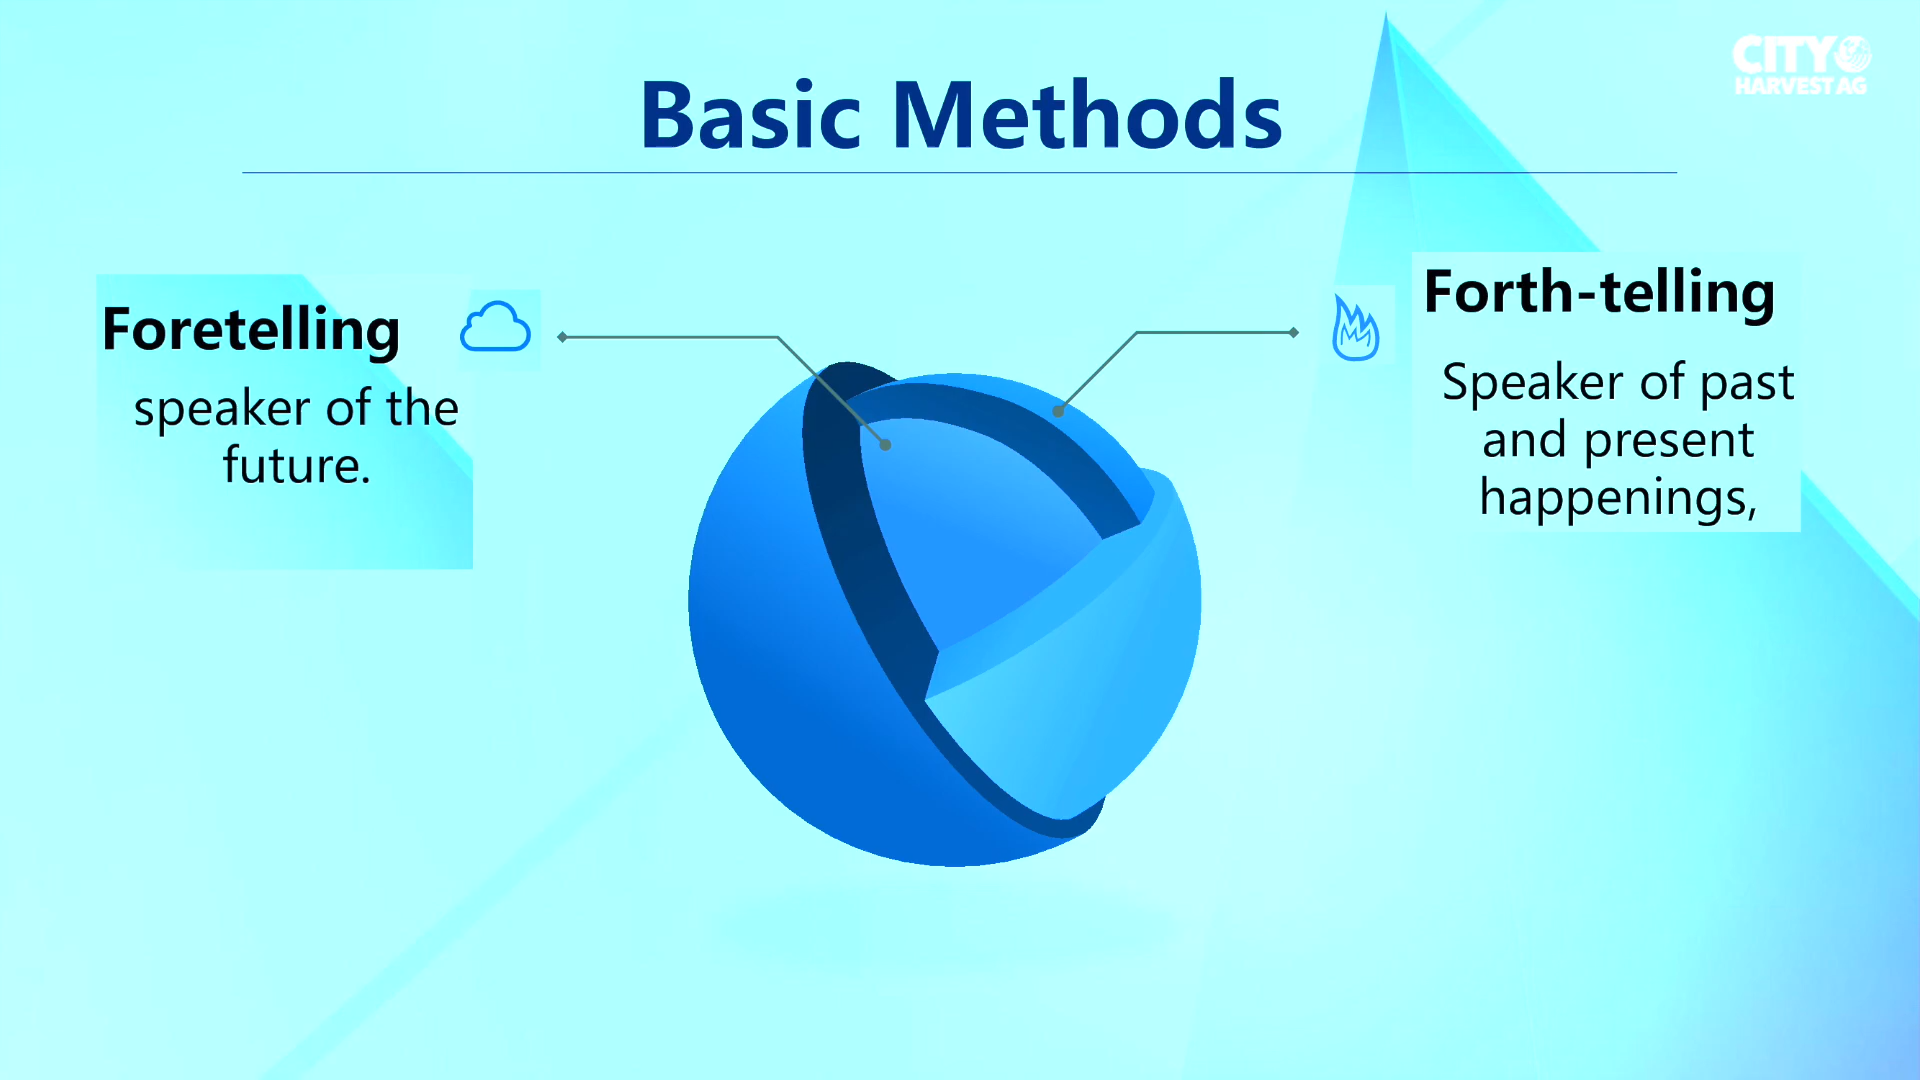 Basic Methods
CITY
HARVEST AG
Foretelling
speaker of the
future.
Forth-telling
Speaker of past
and present
happenings,